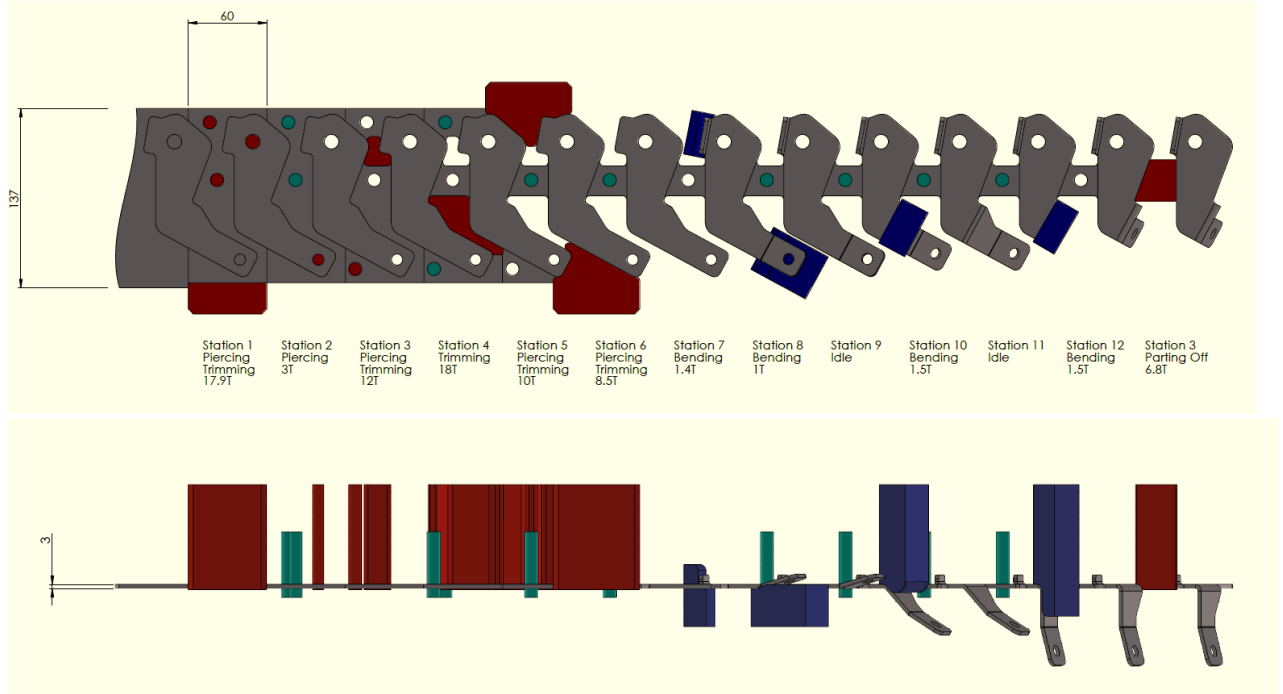 60
137
Station 1
Piercing
Trimming
17.9T
Station 2
Piercing
3T
Station 3
Piercing
Trimming
12T
Station 4
Trimming
18T
Station 5
Piercing
Trimming
10T
Station 6
Piercing
Trimming
8.5T
Station 7
Bending
1.4T
Station 8
Bending
1T
Station 9
Idle
Station 10
Bending
1.5T
Station 11
Idle
Station 12
Bending
1.5T
Station 3
Parting Off
6.8T
3